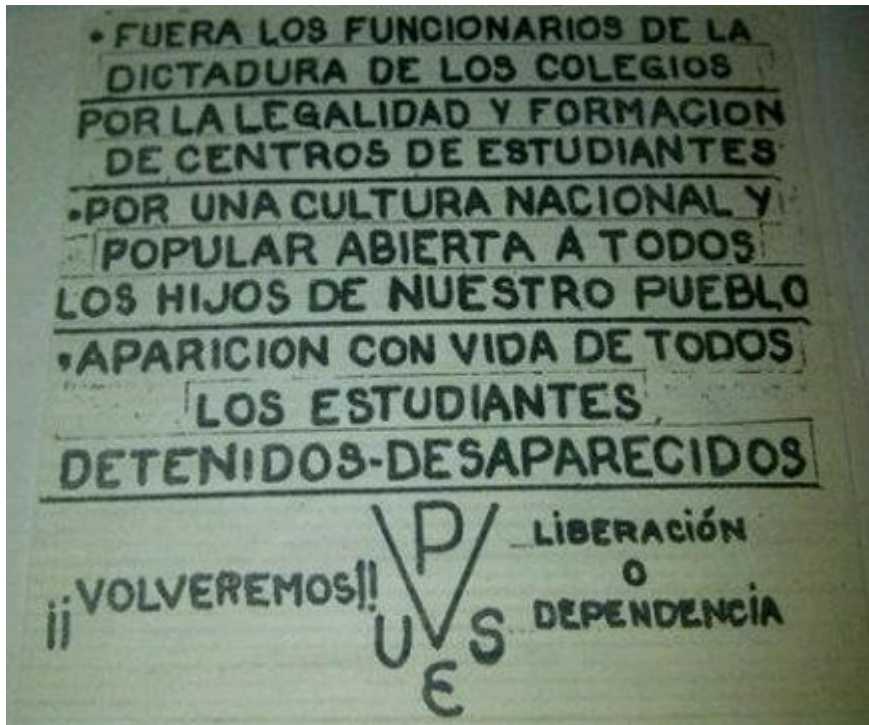 • FUERA LOS FUNCIONARIOS DE LA
DICTADURA DE LOS COLEGIOS
POR LA LEGALIDAD Y FORMACION
DE CENTROS DE ESTUDIANTES
• POR UNA CULTURA NACIONAL Y
POPULAR ABIERTA A TODOS
LOS HIJOS DE NUESTRO PUEBLO
• APARICION CON VIDA DE TODOS
LOS ESTUDIANTES
DETENIDOS-DESAPARECIDOS
¡¡VOLVEREMOS!!
P
V
U S
E
LIBERACIÓN
O
DEPENDENCIA